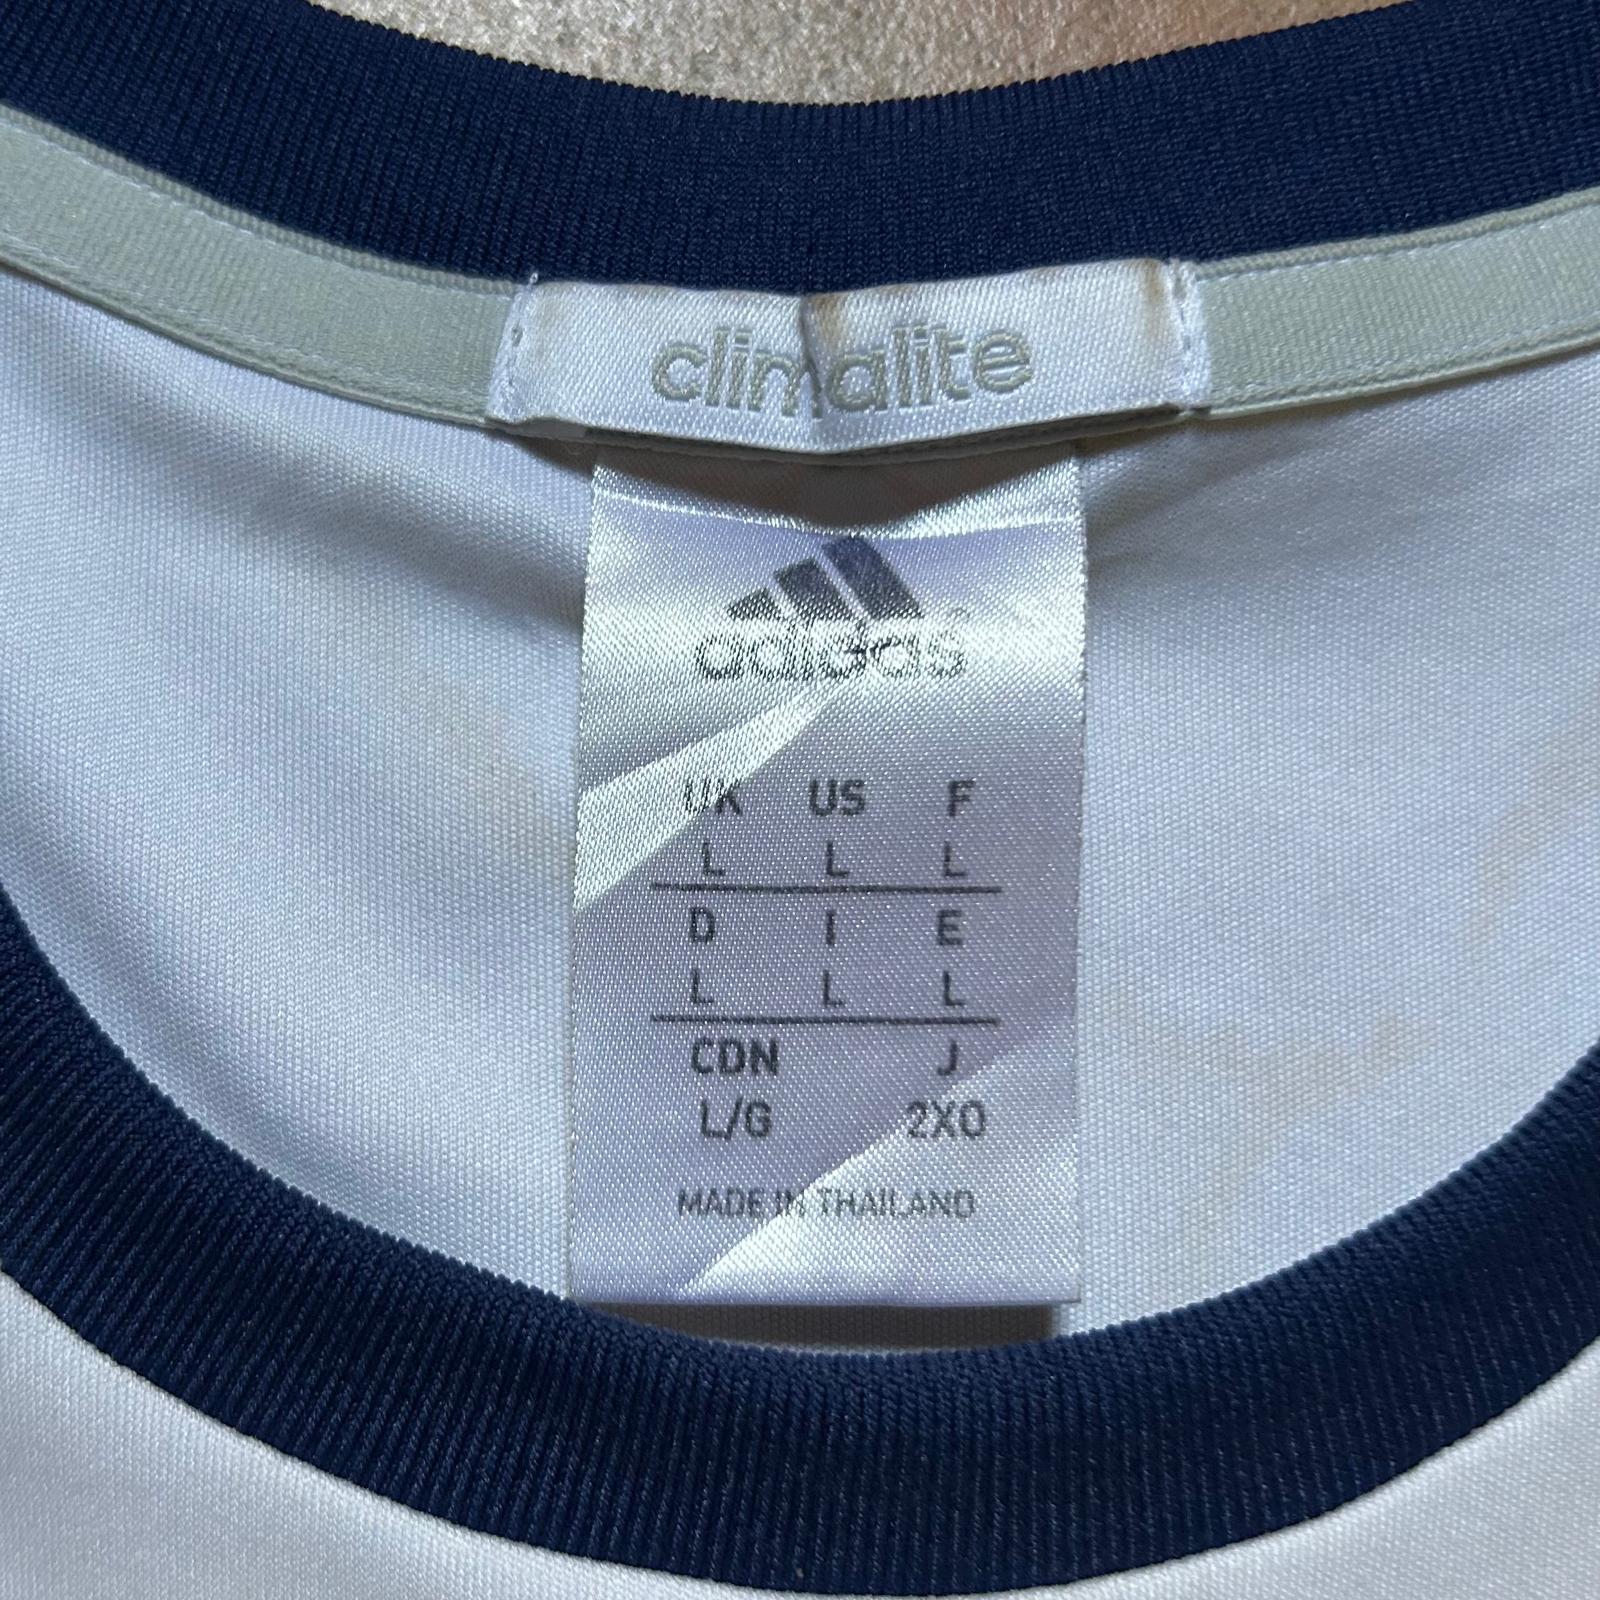 climalite
adidas
UK US F
L L L
D I E
L L L
CDN J
L/G 2XO
MADE IN THAILAND